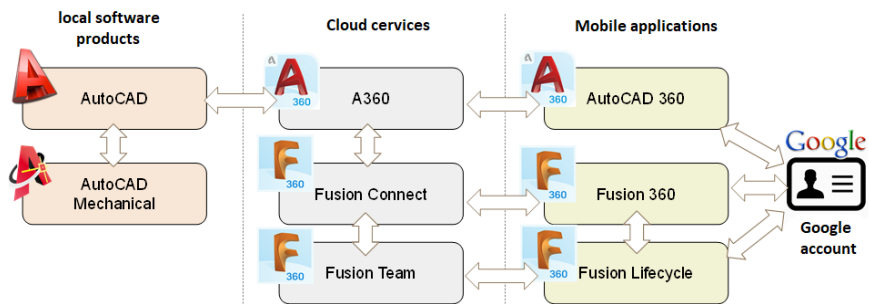 local software
products
Cloud cervices
Mobile applications
AutoCAD
360
A360
360
AutoCAD 360
AutoCAD
Mechanical
360
Fusion Connect
360
Fusion 360
Google
Google
account
360
Fusion Team
360
Fusion Lifecycle